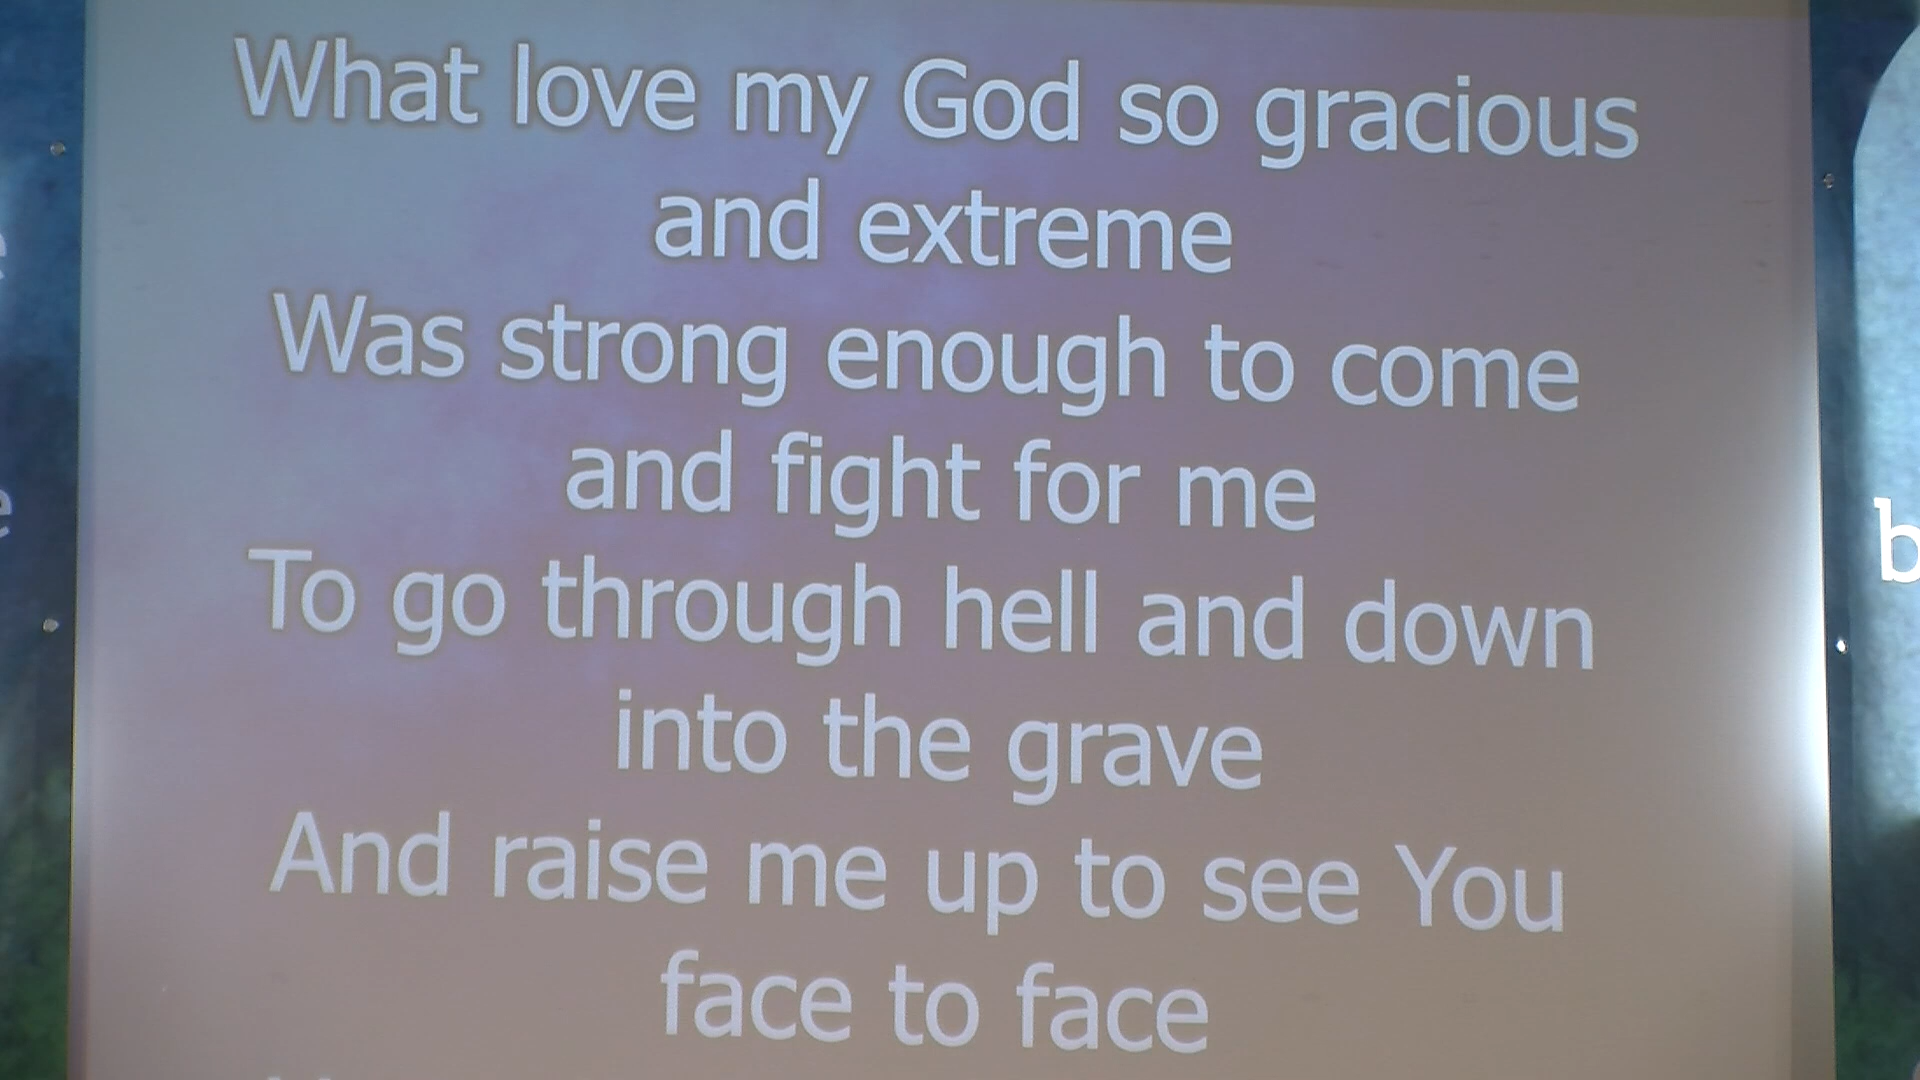 What love my God so gracious
and extreme
Was strong enough to come
and fight for me
To go through hell and down
into the grave
And raise me up to see You
face to face